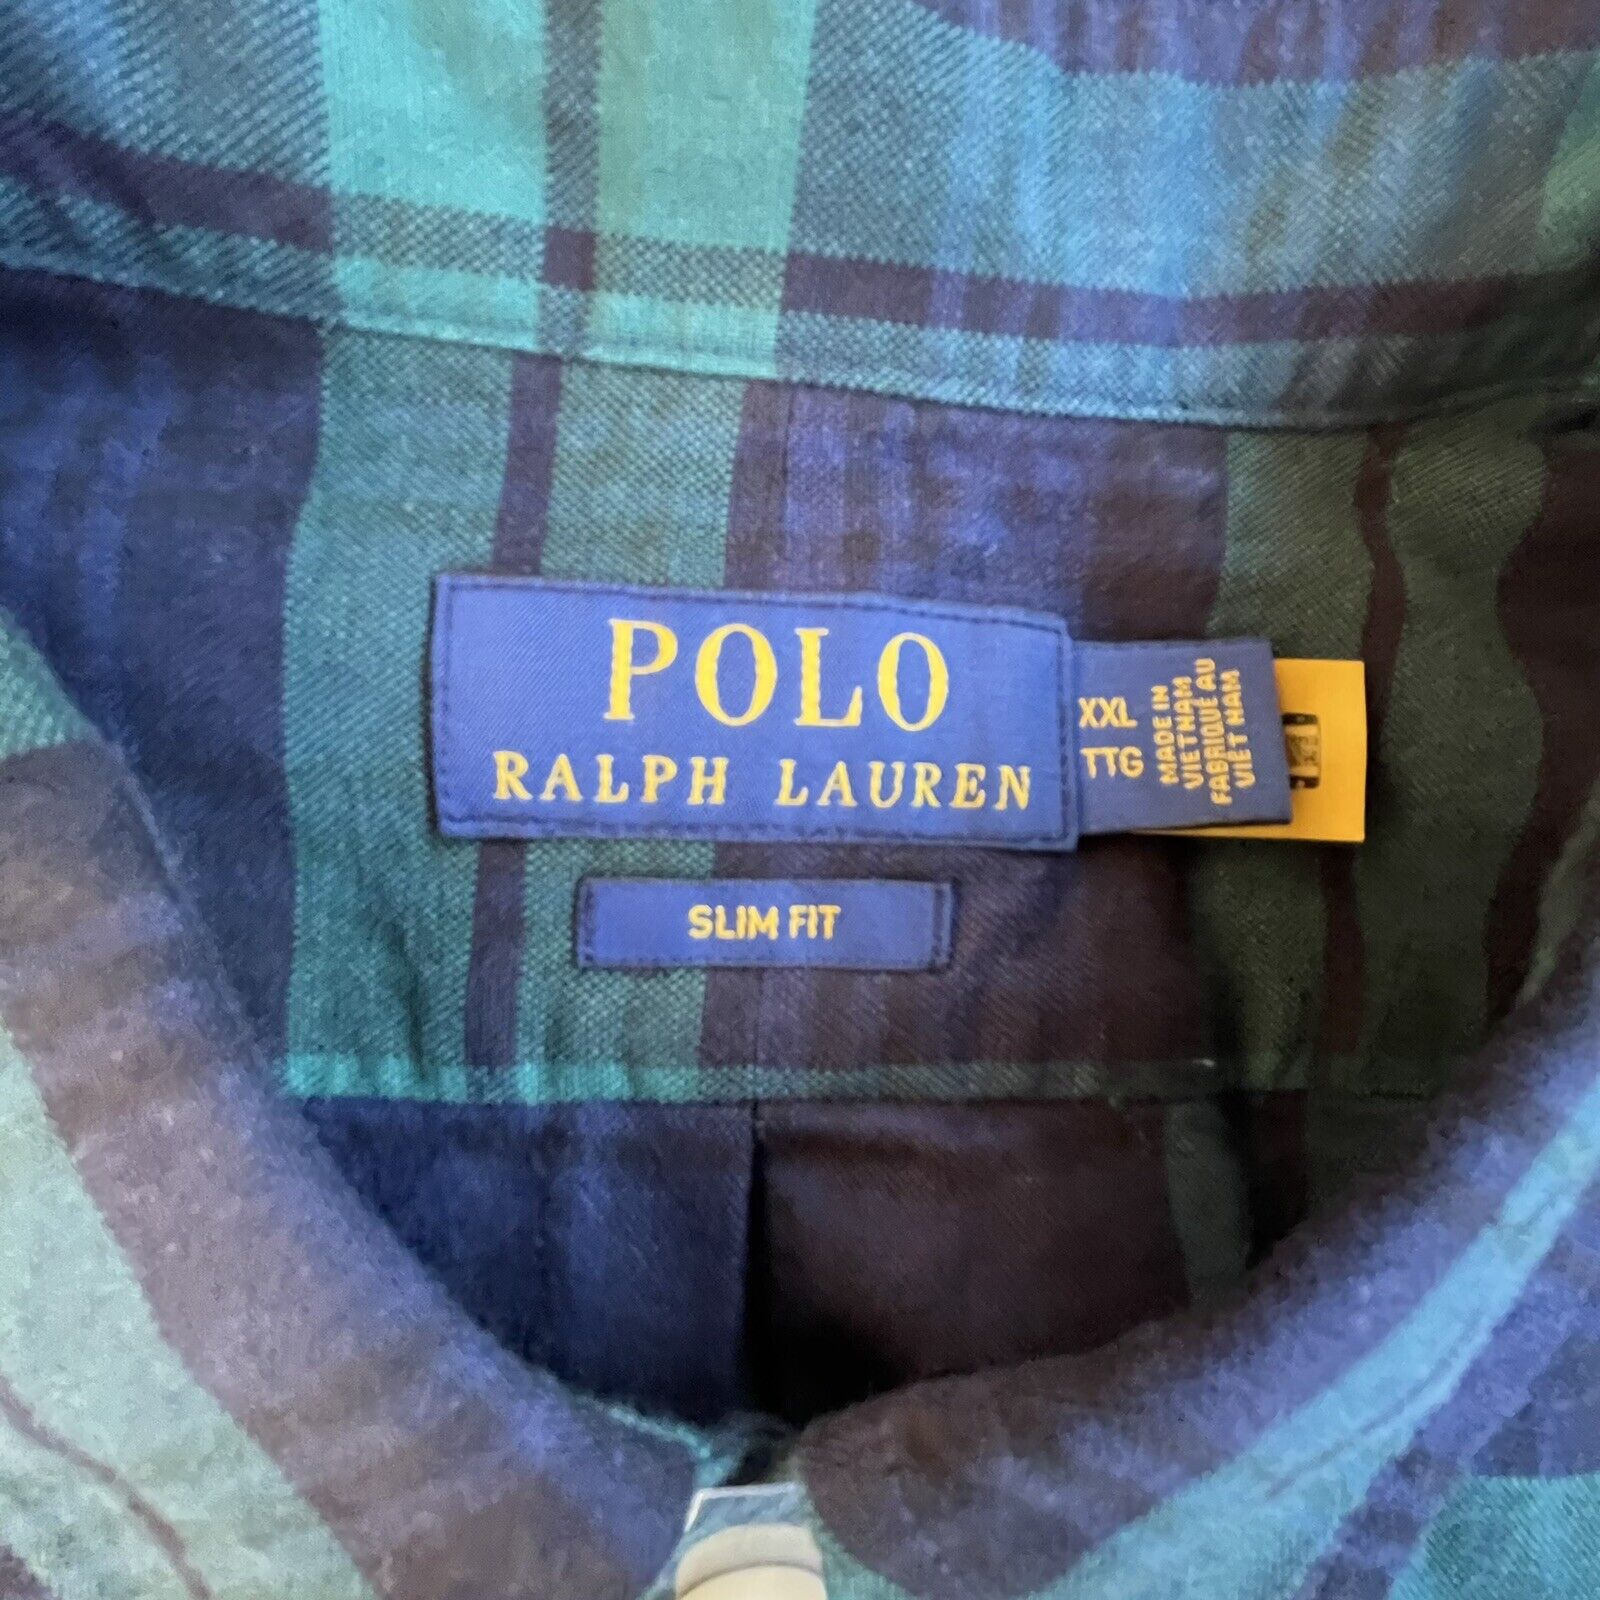 POLO
RALPH LAUREN
XXL
TTG
MADE IN
VIETNAM
FABRIQUÉ AU
VIET NAM
SLIM FIT